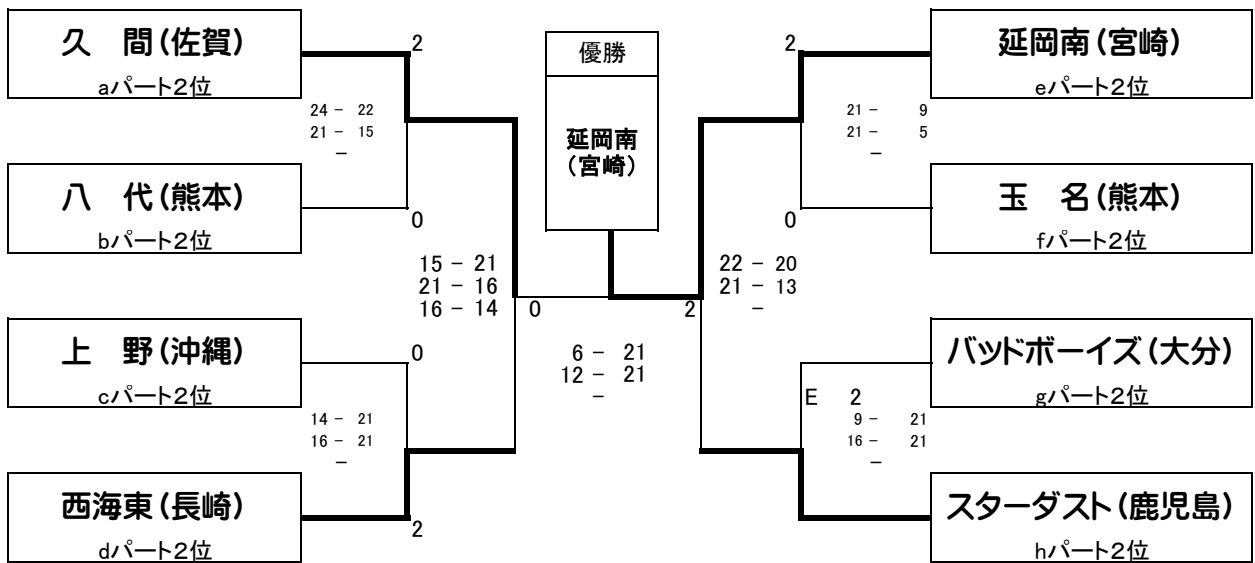 久　間(佐賀)
aパート2位
八　代(熊本)
bパート2位
上　野(沖縄)
cパート2位
西海東(長崎)
dパート2位
2
24 － 22
21 － 15
－
0
0
14 － 21
16 － 21
－
2
15 － 21
21 － 16
16 － 14
0
優勝
延岡南
(宮崎)
2
6 － 21
12 － 21
－
22 － 20
21 － 13
－
2
21 － 9
21 － 5
－
0
E 2
9 － 21
16 － 21
－
延岡南(宮崎)
eパート2位
玉　名(熊本)
fパート2位
バッドボーイズ(大分)
gパート2位
スターダスト(鹿児島)
hパート2位